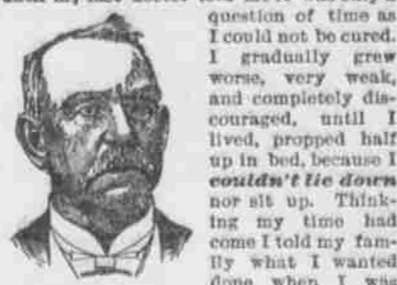 question of time as
I could not be cured.
I gradually grew
worse, very weak,
and completely dis-
couraged, until I
lived, propped half
up in bed, because I
couldn't lie down
nor sit up. Think-
ing my time had
come I told my fam-
ily what I wanted
done when I was